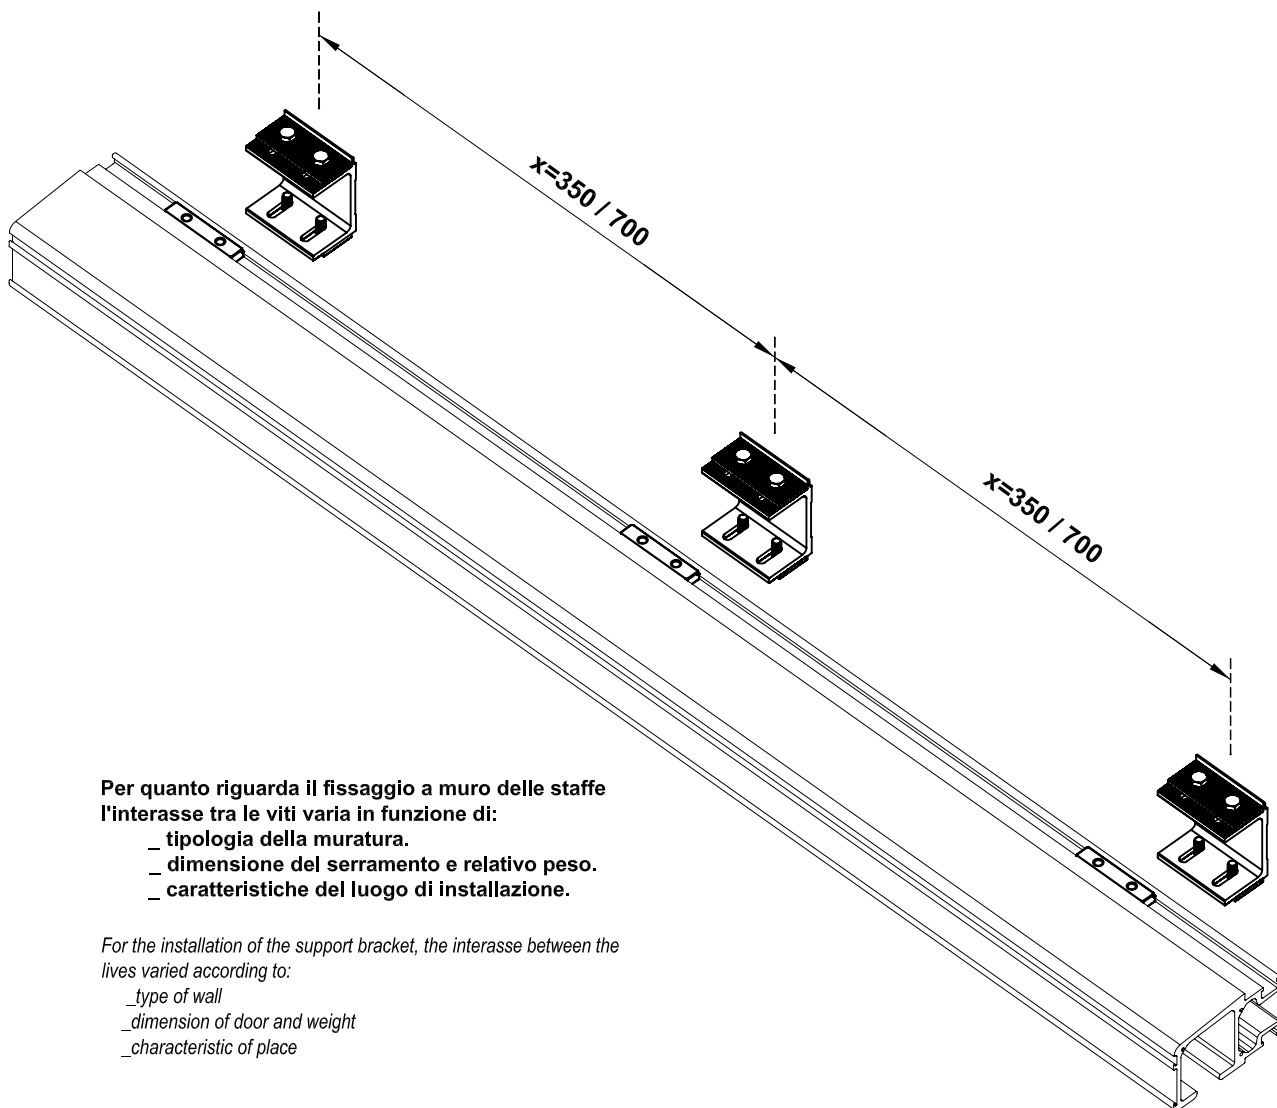 x=350 / 700
x=350 / 700
Per quanto riguarda il fissaggio a muro delle staffe
l'interasse tra le viti varia in funzione di:
_ tipologia della muratura.
_ dimensione del serramento e relativo peso.
_ caratteristiche del luogo di installazione.
For the installation of the support bracket, the interasse between the
lives varied according to:
_type of wall
_dimension of door and weight
_characteristic of place